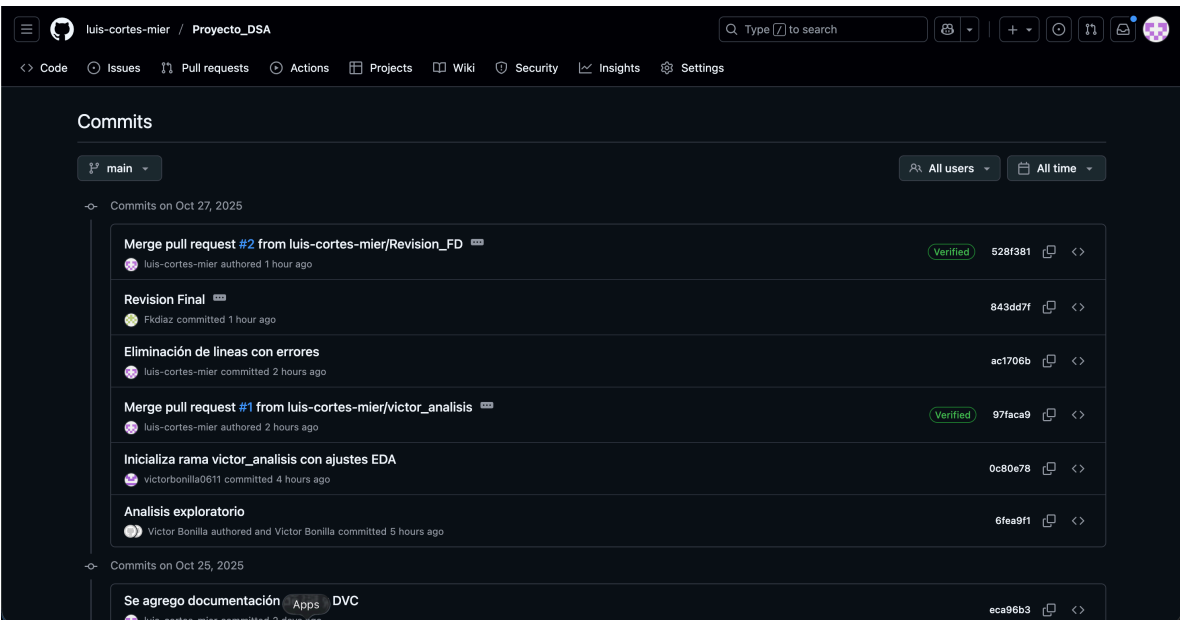 luis-cortes-mier / Proyecto_DSA
Type / to search
Code Issues Pull requests Actions Projects Wiki Security Insights Settings
Commits
main
All users
All time
Commits on Oct 27, 2025
Merge pull request #2 from luis-cortes-mier/Revision_FD
luis-cortes-mier authored 1 hour ago
Verified
528f381
Revision Final
Fkdiaz committed 1 hour ago
843dd7f
Eliminación de lineas con errores
luis-cortes-mier committed 2 hours ago
ac1706b
Merge pull request #1 from luis-cortes-mier/victor_analisis
luis-cortes-mier authored 2 hours ago
Verified
97faca9
Inicializa rama victor_analisis con ajustes EDA
victorbonilla0611 committed 4 hours ago
0c80e78
Analisis exploratorio
Victor Bonilla authored and Victor Bonilla committed 5 hours ago
6fea9f1
Commits on Oct 25, 2025
Se agrego documentación DVC
Apps
luis-cortes-mier committed days ago
eca96b3